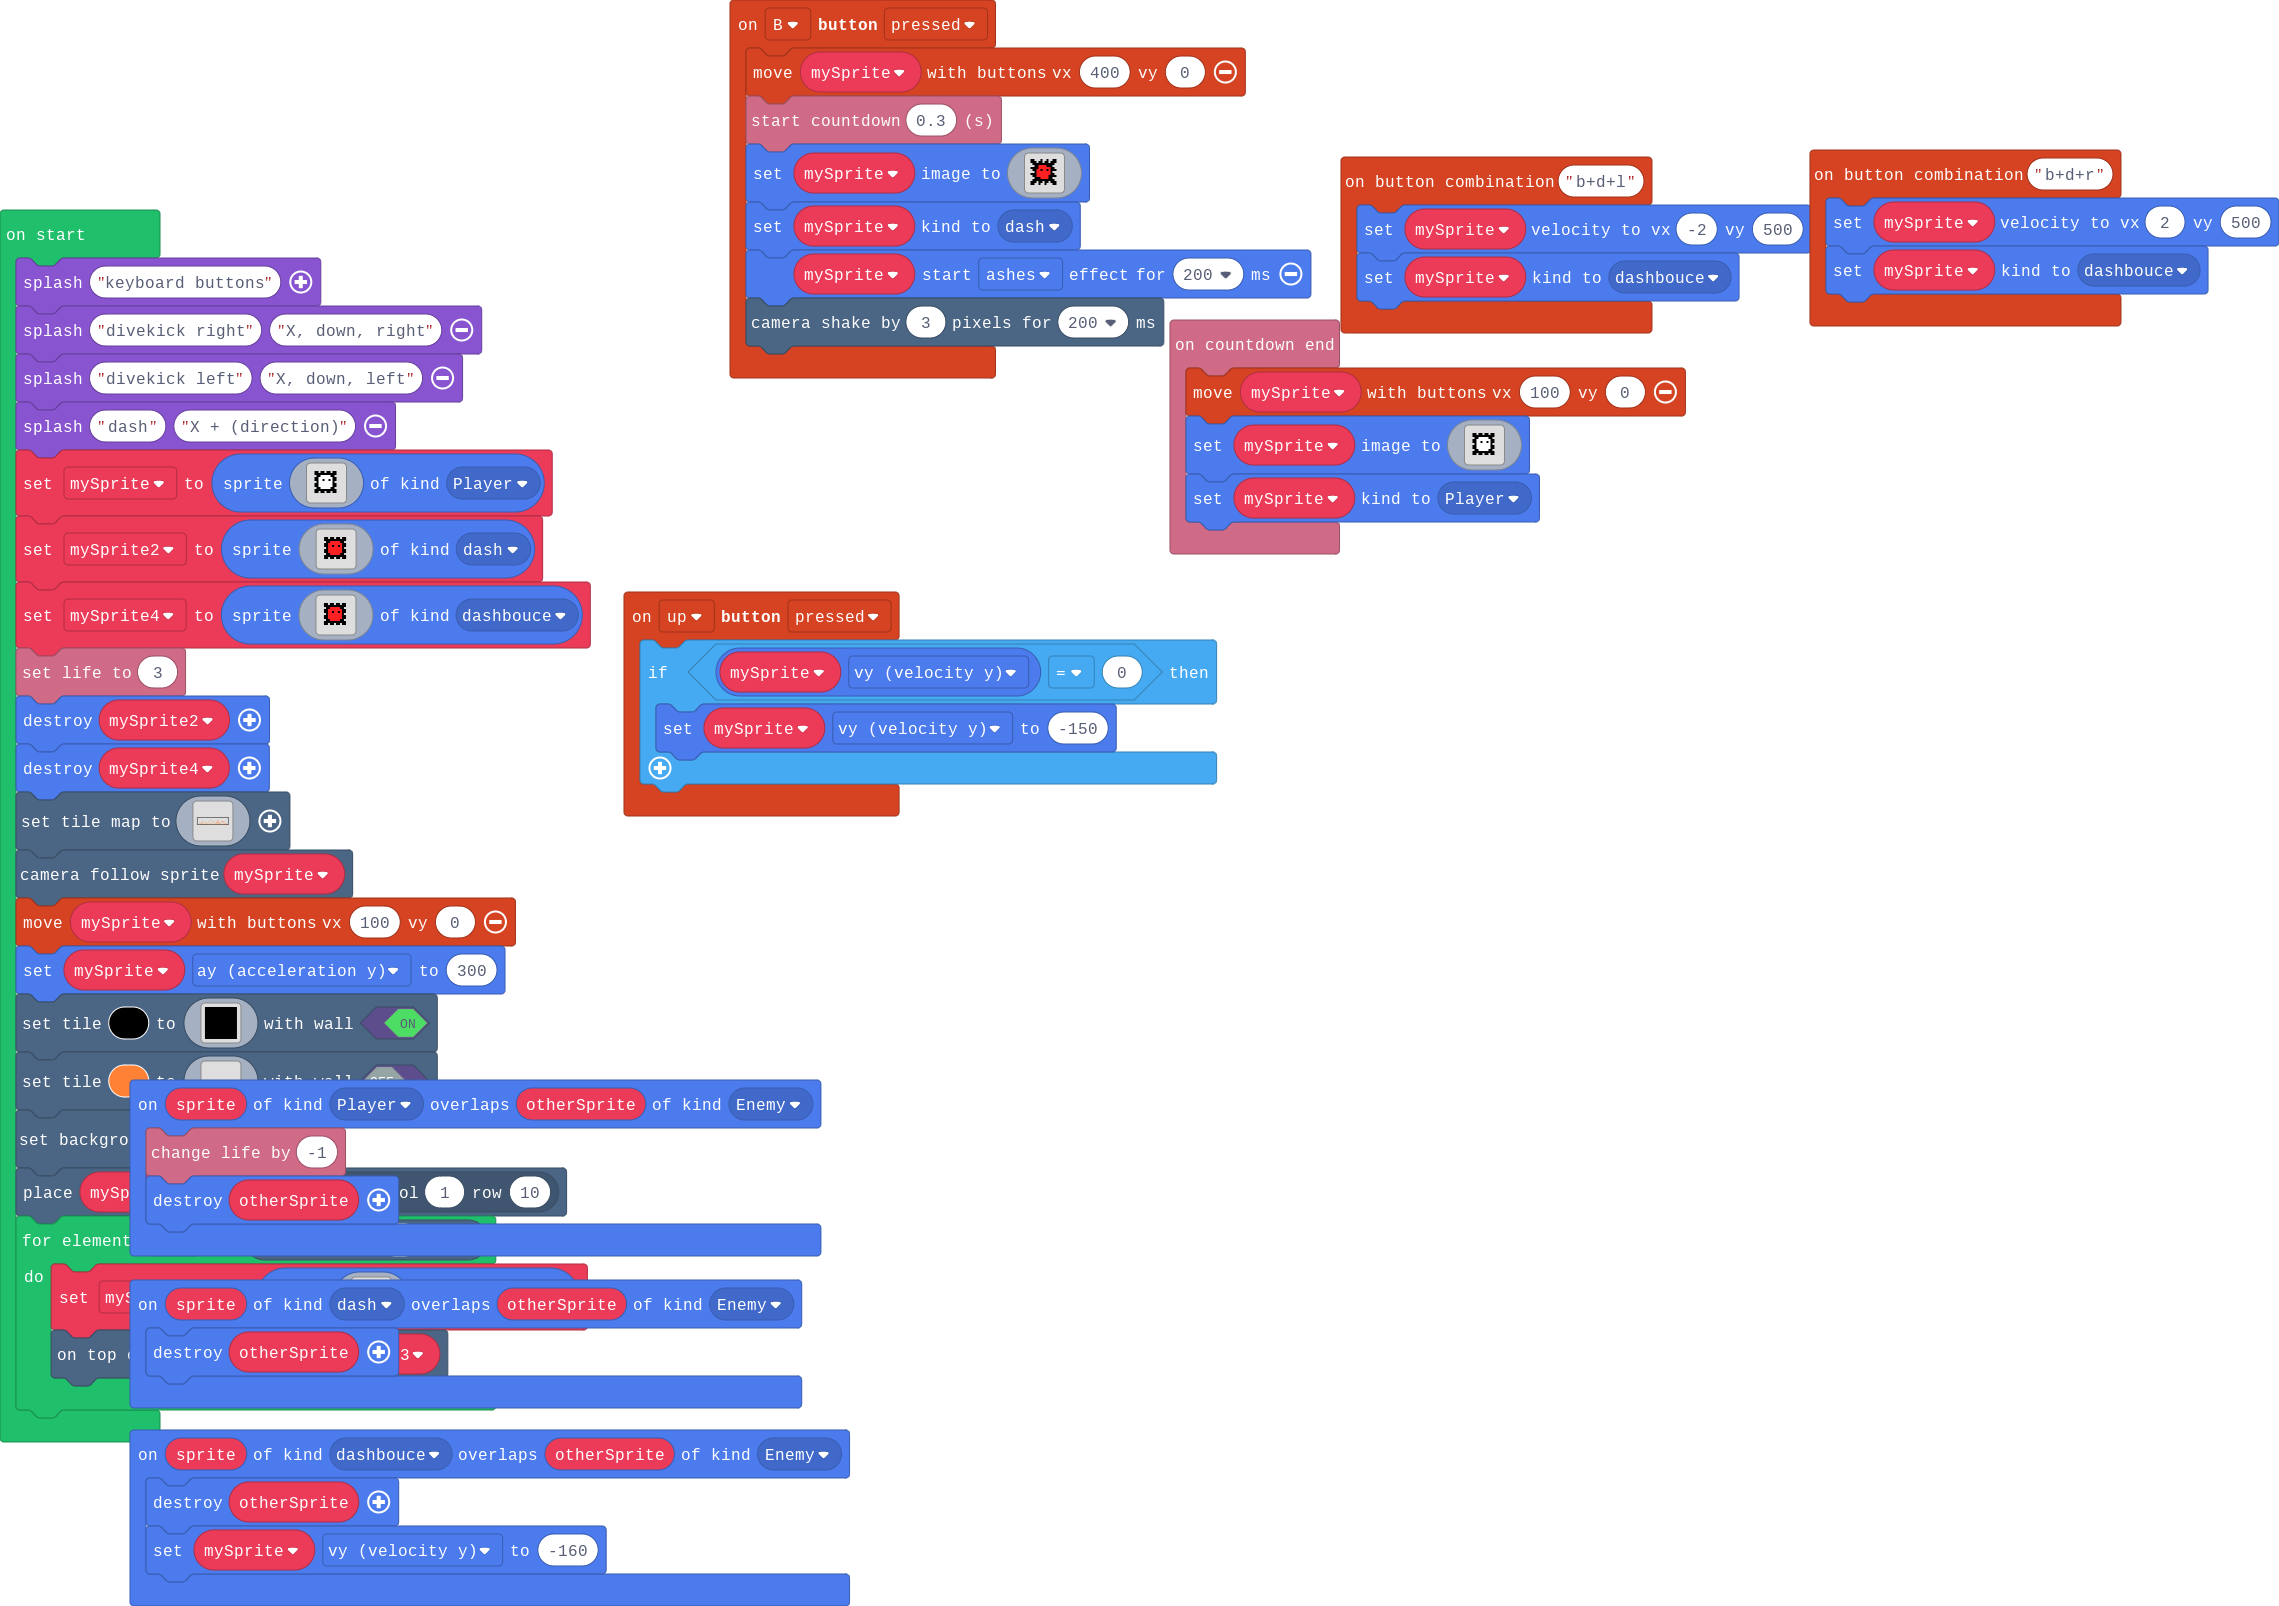 on start
splash "keyboard buttons"
splash "divekick right" "X, down, right"
splash "divekick left" "X, down, left"
splash "dash" "X + (direction)"
set mySprite to sprite of kind Player
set mySprite2 to sprite of kind dash
set mySprite4 to sprite of kind dashbouce
set life to 3
destroy mySprite2
destroy mySprite4
set tile map to
camera follow sprite mySprite
move mySprite with buttons vx 100 vy 0
set mySprite ay (acceleration y) to 300
set tile to with wall ON
set tile
set
place
ol 1 row 10
for element
do
set
on top
3
on B button pressed
move mySprite with buttons vx 400 vy 0
start countdown 0.3 (s)
set mySprite image to
set mySprite kind to dash
mySprite start ashes effect for 200 ms
camera shake by 3 pixels for 200 ms
on button combination "b+d+l"
set mySprite velocity to vx -2 vy 500
set mySprite kind to dashbouce
on button combination "b+d+r"
set mySprite velocity to vx 2 vy 500
set mySprite kind to dashbouce
on countdown end
move mySprite with buttons vx 100 vy 0
set mySprite image to
set mySprite kind to Player
on up button pressed
if mySprite vy (velocity y) = 0 then
set mySprite vy (velocity y) to -150
on sprite of kind Player overlaps otherSprite of kind Enemy
change life by -1
destroy otherSprite
on sprite of kind dash overlaps otherSprite of kind Enemy
destroy otherSprite
on sprite of kind dashbouce overlaps otherSprite of kind Enemy
destroy otherSprite
set mySprite vy (velocity y) to -160